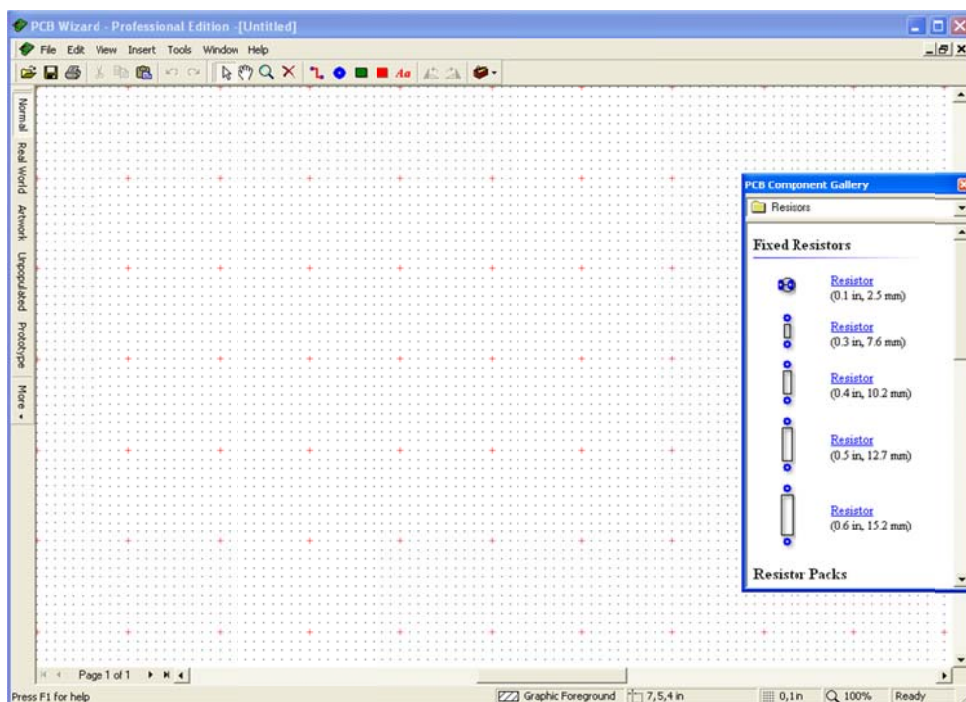 PCB Wizard - Professional Edition -[Untitled]
File Edit View Insert Tools Window Help
Aa
Normal
Real World
Artwork
Unpopulated
Prototype
More
PCB Component Gallery
Resisors
Fixed Resistors
Resistor
(0.1 in, 2.5 mm)
Resistor
(0.3 in, 7.6 mm)
Resistor
(0.4 in, 10.2 mm)
Resistor
(0.5 in, 12.7 mm)
Resistor
(0.6 in, 15.2 mm)
Resistor Packs
Page 1 of 1
Press F1 for help Graphic Foreground 7,5,4 in 0,1in 100% Ready